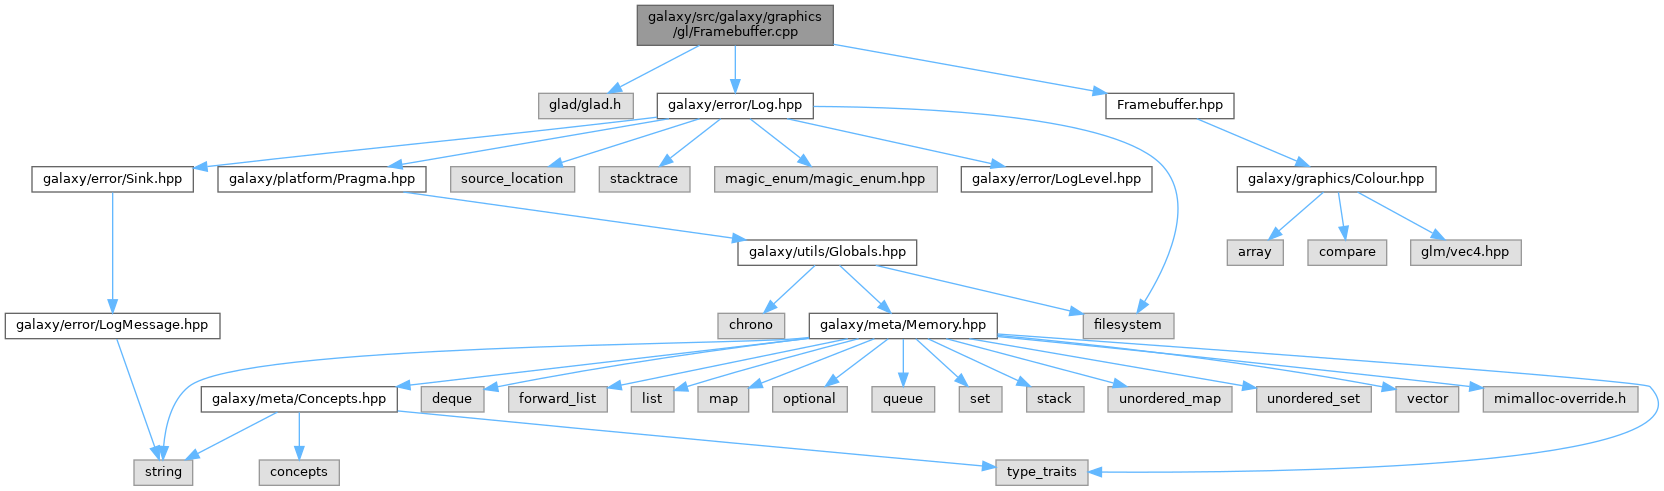 galaxy/src/galaxy/graphics
/gl/Framebuffer.cpp
glad/glad.h
galaxy/error/Log.hpp
Framebuffer.hpp
galaxy/error/Sink.hpp
galaxy/platform/Pragma.hpp
source_location
stacktrace
magic_enum/magic_enum.hpp
galaxy/error/LogLevel.hpp
galaxy/graphics/Colour.hpp
galaxy/utils/Globals.hpp
array
compare
glm/vec4.hpp
galaxy/error/LogMessage.hpp
chrono
galaxy/meta/Memory.hpp
filesystem
galaxy/meta/Concepts.hpp
deque
forward_list
list
map
optional
queue
set
stack
unordered_map
unordered_set
vector
mimalloc-override.h
string
concepts
type_traits